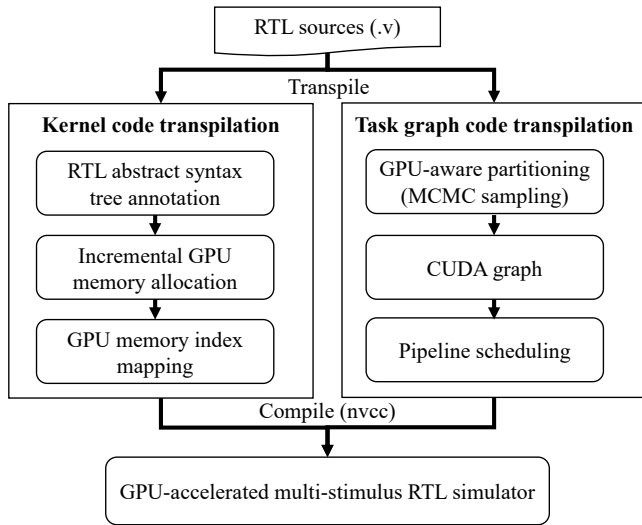 RTL sources (.v)
Transpile
Kernel code transpilation
RTL abstract syntax
tree annotation
Incremental GPU
memory allocation
GPU memory index
mapping
Task graph code transpilation
GPU-aware partitioning
(MCMC sampling)
CUDA graph
Pipeline scheduling
Compile (nvcc)
GPU-accelerated multi-stimulus RTL simulator